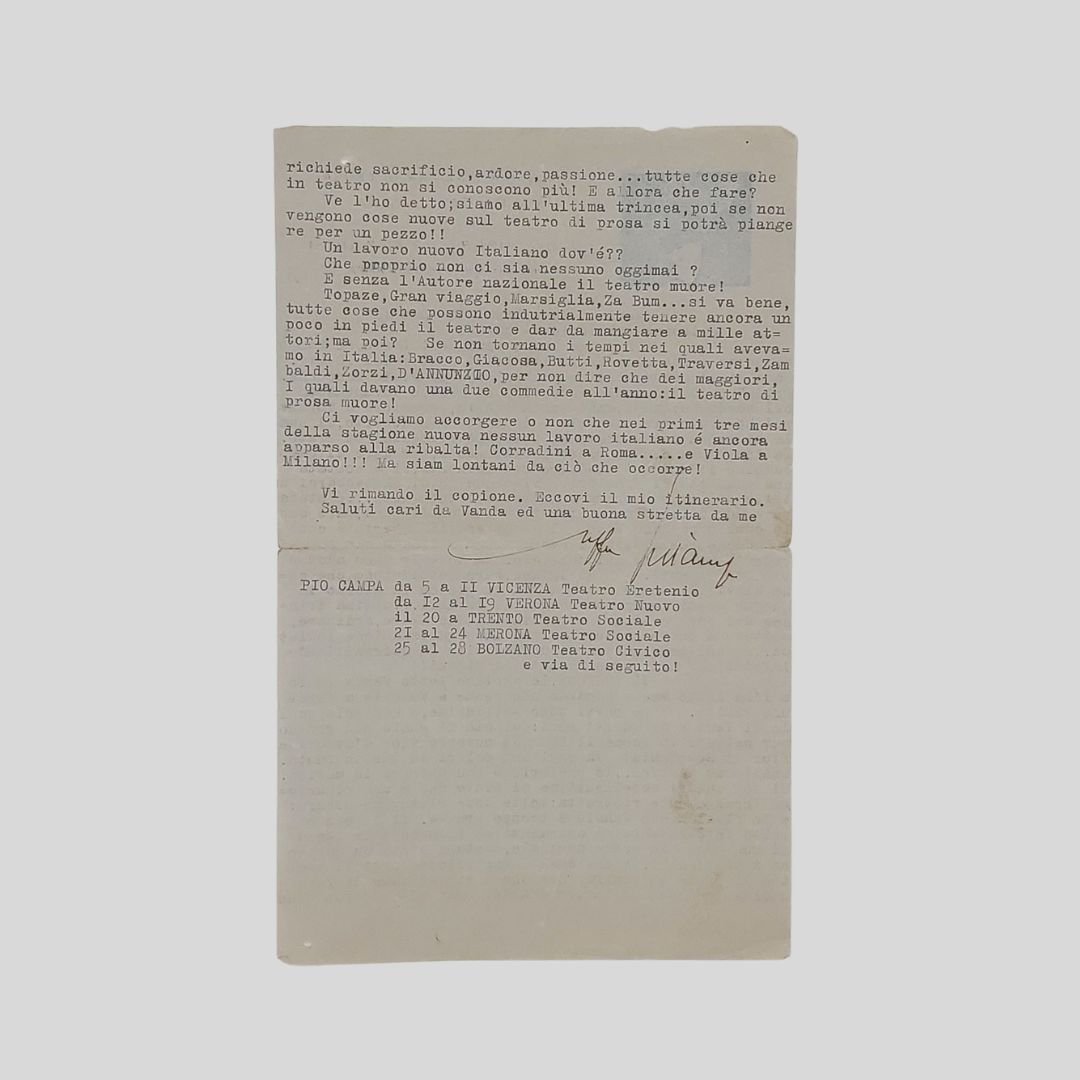 richiede sacrificio,ardore,passione...tutte cose che
in teatro non si conoscono più! E allora che fare?
Ve l'ho detto;siamo all'ultima trincea,poi se non
vengono cose nuove sul teatro di prosa si potrà piange
re per un pezzo!!
Un lavoro nuovo Italiano dov'é??
Che proprio non ci sia nessuno oggimai ?
E senza l'Autore nazionale il teatro muore!
Topaze,Gran viaggio,Marsiglia,Za Bum...si va bene,
tutte cose che possono indutrialmente tenere ancora un
poco in piedi il teatro e dar da mangiare a mille at=
tori;ma poi? Se non tornano i tempi nei quali aveva=
mo in Italia:Bracco,Giacosa,Butti,Rovetta,Traversi,Zam
baldi,Zorzi,D'ANNUNZIO,per non dire che dei maggiori,
I quali davano una due commedie all'anno:il teatro di
prosa muore!
Ci vogliamo accorgere o non che nei primi tre mesi
della stagione nuova nessun lavoro italiano é ancora
apparso alla ribalta! Corradini a Roma.....e Viola a
Milano!!! Ma siam lontani da ciò che occorre!
Vi rimando il copione. Eccovi il mio itinerario.
Saluti cari da Vanda ed una buona stretta da me
PIO CAMPA da 5 a II VICENZA Teatro Eretenio
da I2 al I9 VERONA Teatro Nuovo
il 20 a TRENTO Teatro Sociale
2I al 24 MERONA Teatro Sociale
25 al 28 BOLZANO Teatro Civico
e via di seguito!